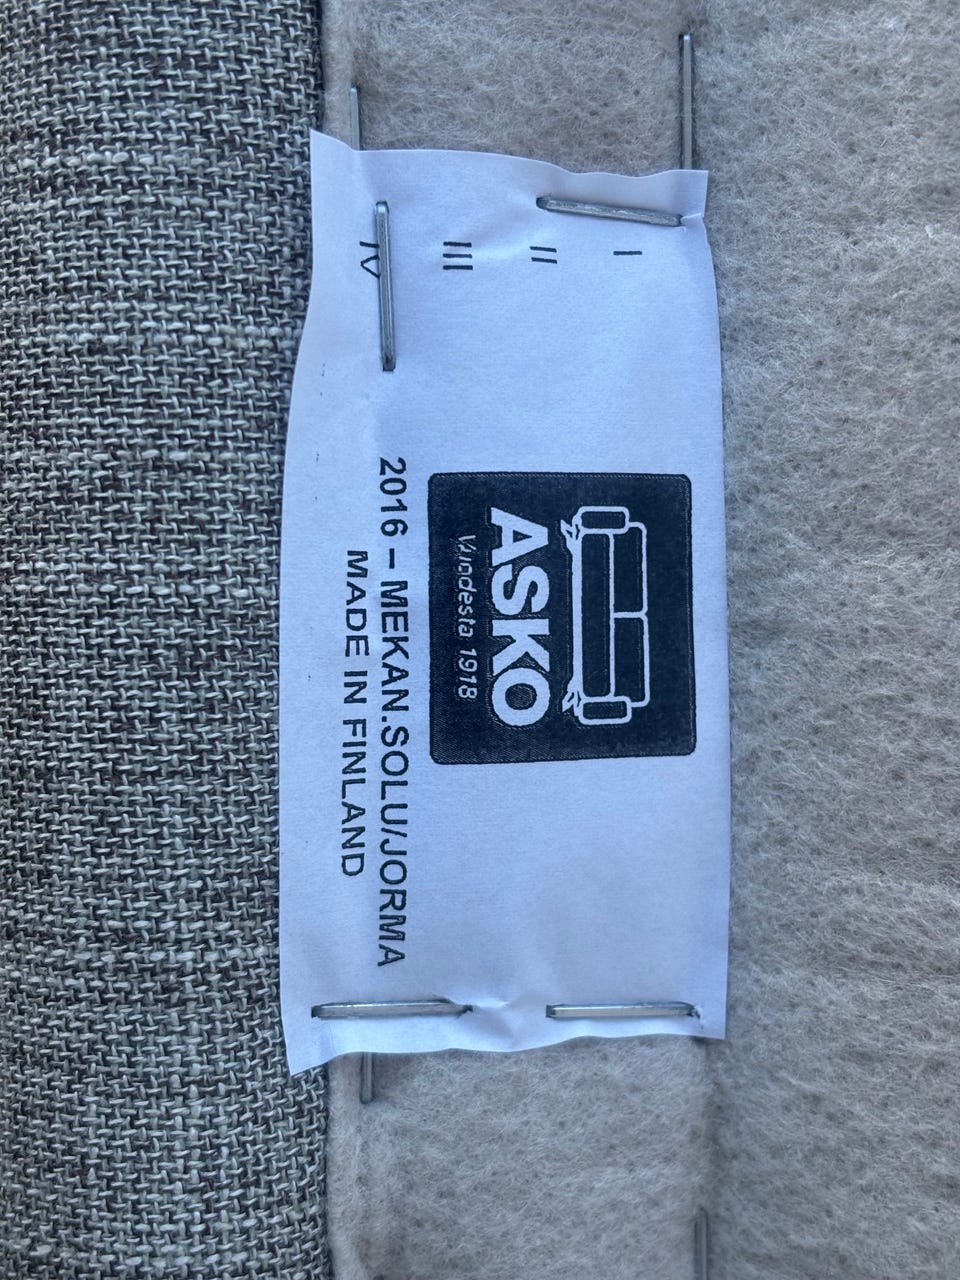 I
II
III
IV
ASKO
Vuodesta 1918
2016 – MEKAN.SOLU/JORMA
MADE IN FINLAND